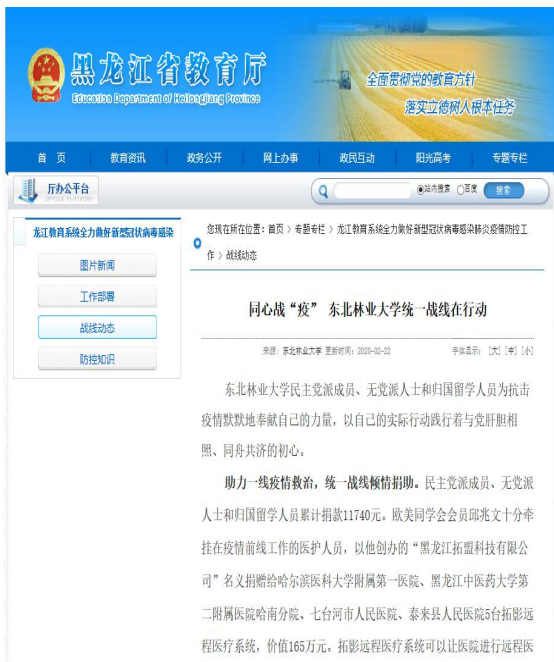 黑龙江省教育厅
Education Department of Heilongjiang Province
全面贯彻党的教育方针
落实立德树人根本任务
首 页 教育资讯 政务公开 网上办事 政民互动 阳光高考 专题专栏
厅办公平台
OFFICE PLATFORM
站内搜索 百度 搜索
龙江教育系统全力做好新型冠状病毒感染
图片新闻
工作部署
战线动态
防控知识
您现在所在位置：首页 > 专题专栏 > 龙江教育系统全力做好新型冠状病毒感染肺炎疫情防控工
作 > 战线动态
同心战“疫” 东北林业大学统一战线在行动
来源：东北林业大学 更新时间：2020-02-22 字体显示： [大] [中] [小]
东北林业大学民主党派成员、无党派人士和归国留学人员为抗击
疫情默默地奉献自己的力量，以自己的实际行动践行着与党肝胆相
照、同舟共济的初心。
助力一线疫情救治，统一战线倾情捐助。民主党派成员、无党派
人士和归国留学人员累计捐款11740元。欧美同学会会员邱兆文十分牵
挂在疫情前线工作的医护人员，以他创办的“黑龙江拓盟科技有限公
司”名义捐赠给哈尔滨医科大学附属第一医院、黑龙江中医药大学第
二附属医院哈南分院、七台河市人民医院、泰来县人民医院5台拓影远
程医疗系统，价值165万元。拓影远程医疗系统可以让医院进行远程医